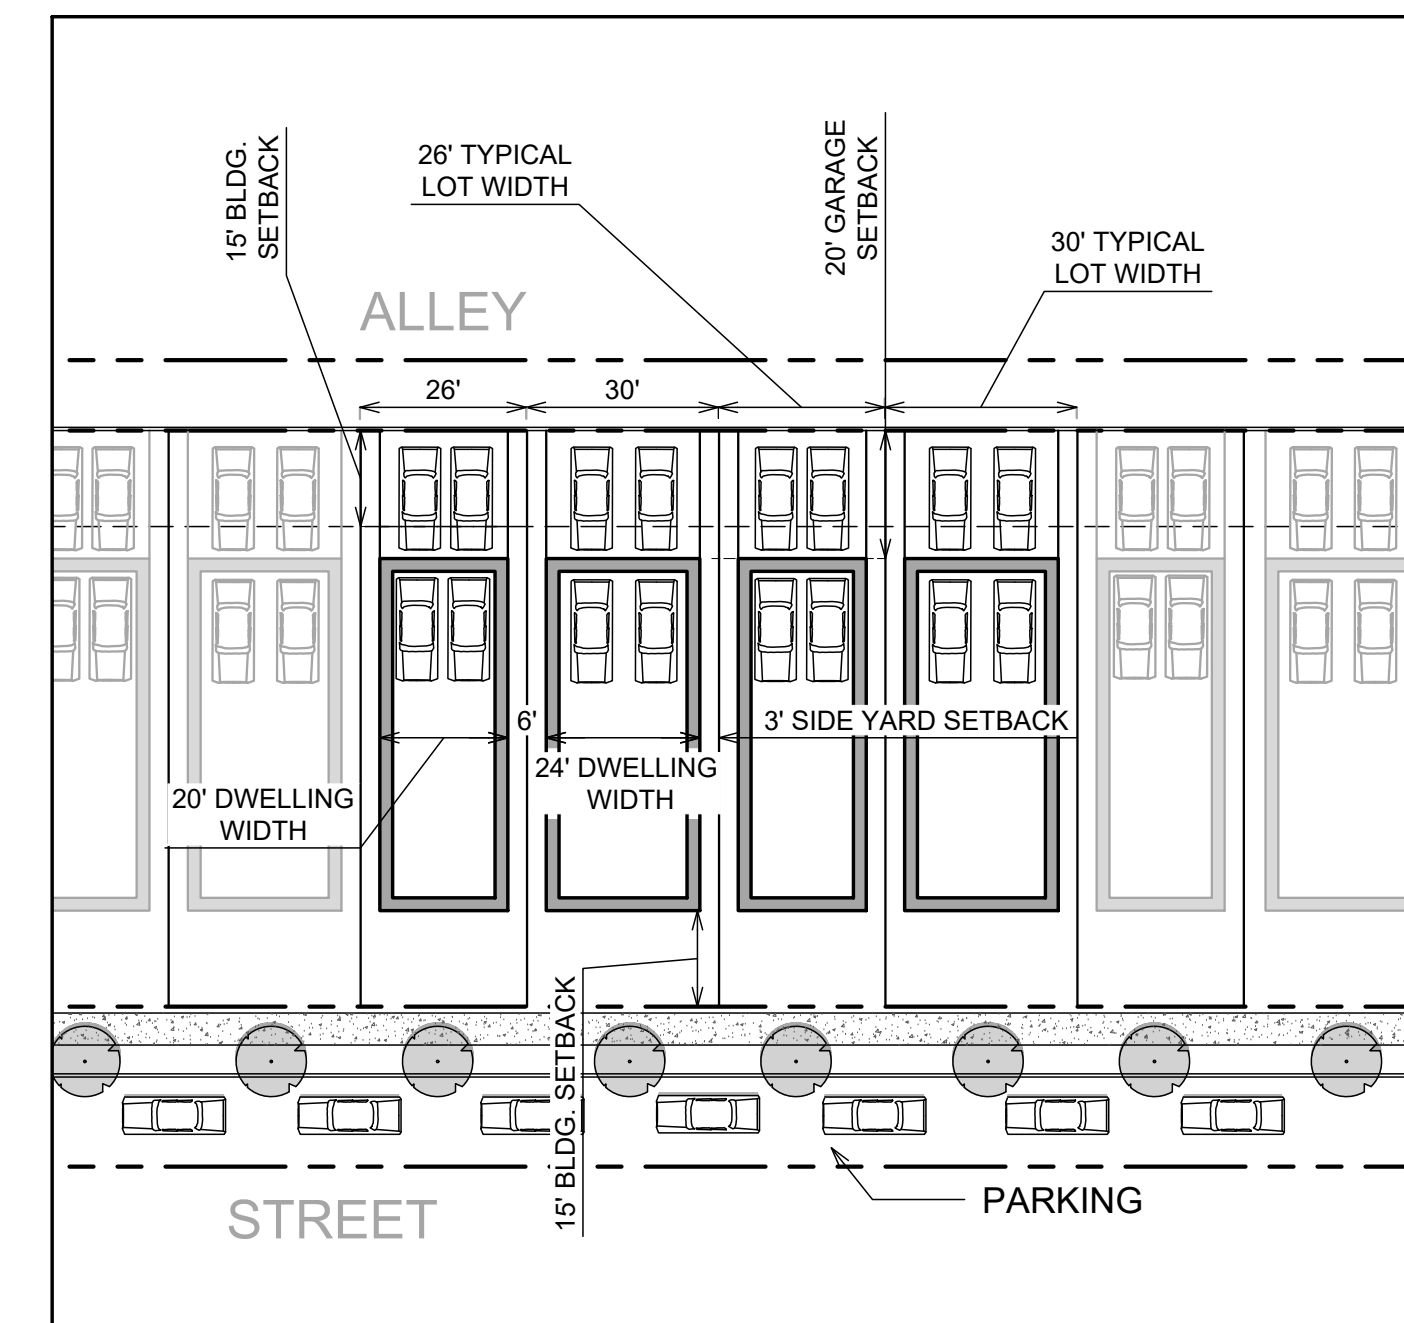 15' BLDG.
SETBACK
26' TYPICAL
LOT WIDTH
20' GARAGE
SETBACK
30' TYPICAL
LOT WIDTH
ALLEY
26'
30'
6'
3' SIDE YARD SETBACK
20' DWELLING
WIDTH
24' DWELLING
WIDTH
15' BLDG. SETBACK
PARKING
STREET